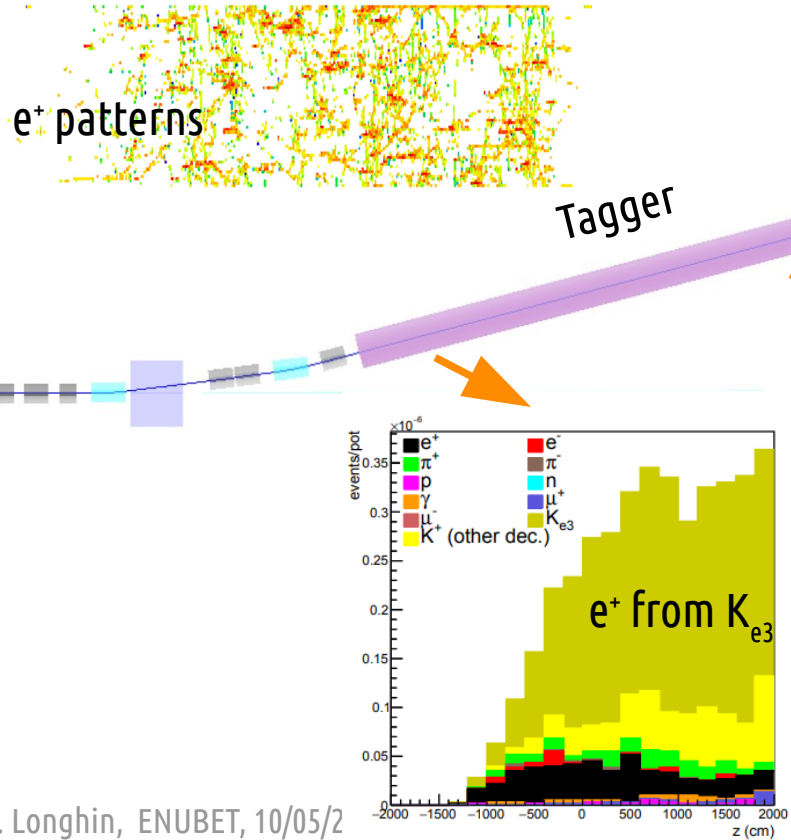 e⁺ patterns
Tagger
×10⁻⁶
events/pot
e⁺ e⁻
π⁺ π⁻
p n
γ μ⁺
μ⁻ K_e3
K⁺ (other dec.)
0.35
0.3
0.25
0.2
0.15
0.1
0.05
0
e⁺ from K_e3
−2000 −1500 −1000 −500 0 500 1000 1500 2000
z (cm)
. Longhin, ENUBET, 10/05/2